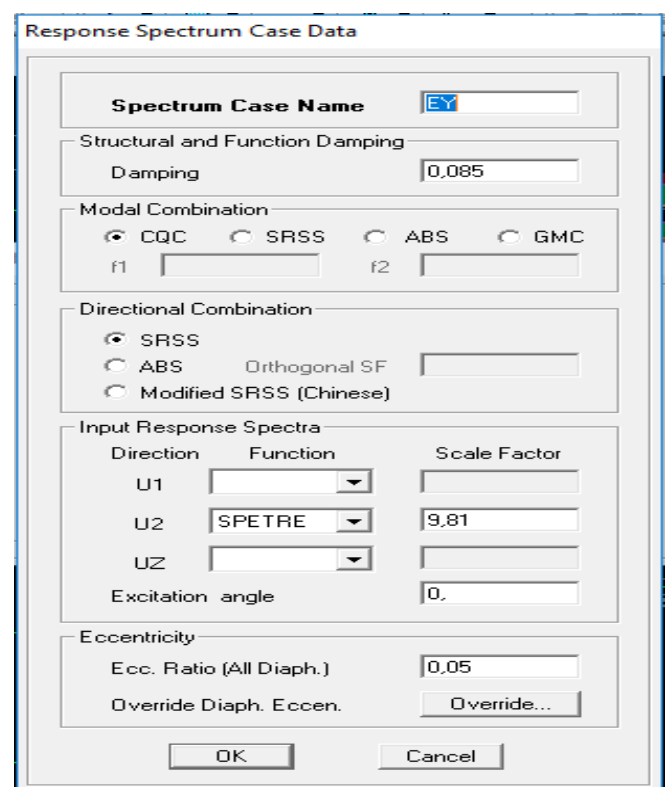 Response Spectrum Case Data
Spectrum Case Name EY
Structural and Function Damping
Damping 0,085
Modal Combination
CQC SRSS ABS GMC
f1 f2
Directional Combination
SRSS
ABS Orthogonal SF
Modified SRSS (Chinese)
Input Response Spectra
Direction Function Scale Factor
U1
U2 SPETRE 9,81
UZ
Excitation angle 0,
Eccentricity
Ecc. Ratio (All Diaph.) 0,05
Override Diaph. Eccen. Override...
OK Cancel